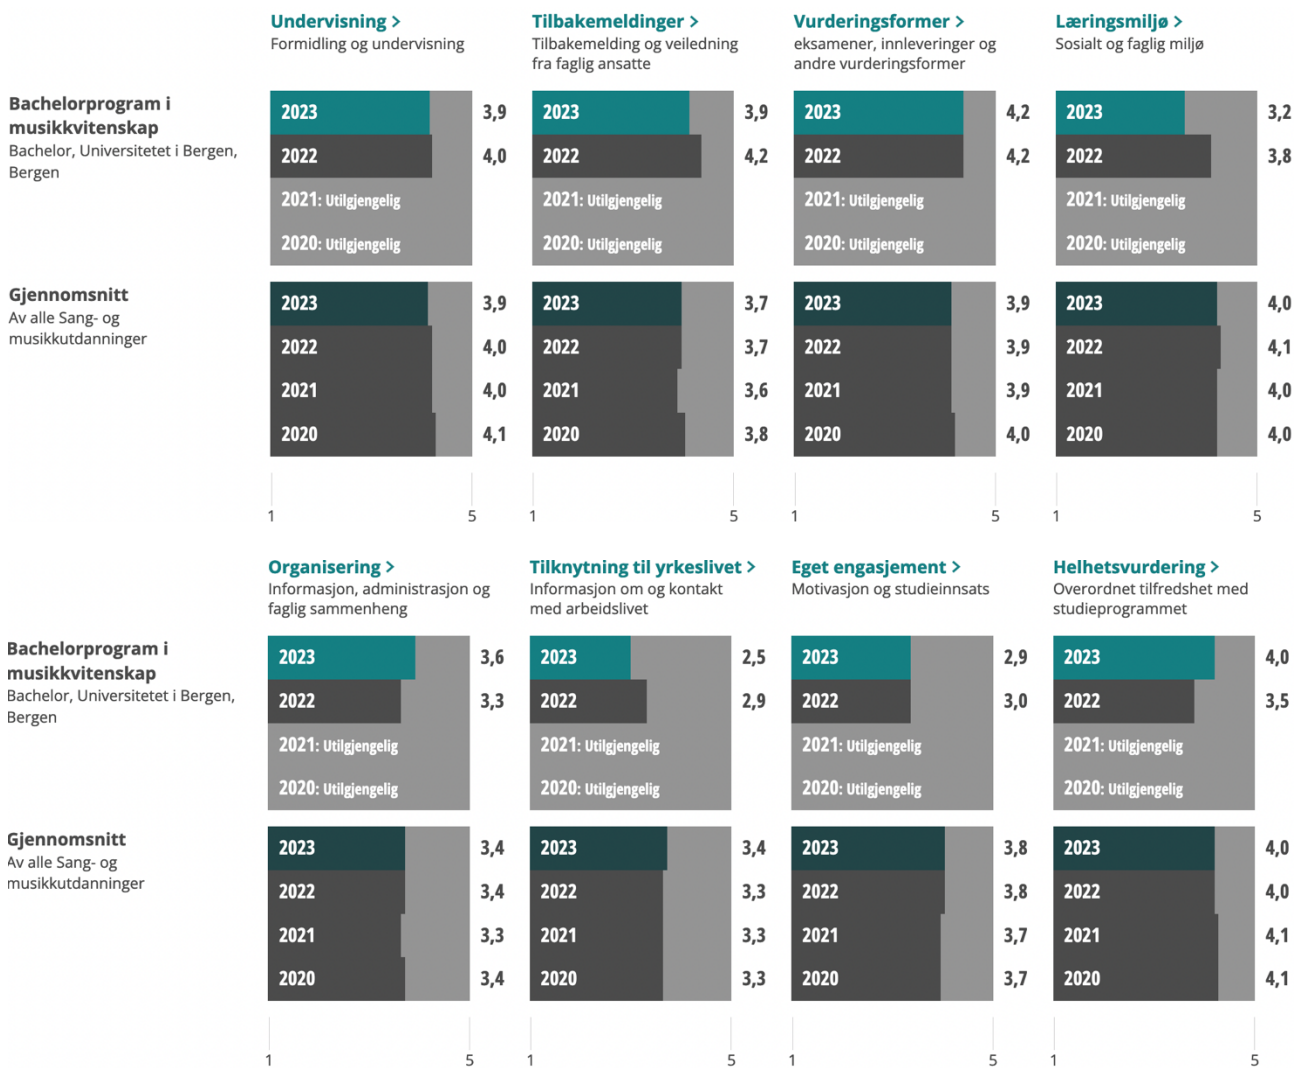 Undervisning >
Formidling og undervisning
Tilbakemeldinger >
Tilbakemelding og veiledning
fra faglig ansatte
Vurderingsformer >
eksamener, innleveringer og
andre vurderingsformer
Læringsmiljø >
Sosialt og faglig miljø
Bachelorprogram i
musikkvitenskap
Bachelor, Universitetet i Bergen,
Bergen
2023 3,9
2022 4,0
2021: Utilgjengelig
2020: Utilgjengelig
2023 3,9
2022 4,2
2021: Utilgjengelig
2020: Utilgjengelig
2023 4,2
2022 4,2
2021: Utilgjengelig
2020: Utilgjengelig
2023 3,2
2022 3,8
2021: Utilgjengelig
2020: Utilgjengelig
Gjennomsnitt
Av alle Sang- og
musikkutdanninger
2023 3,9
2022 4,0
2021 4,0
2020 4,1
2023 3,7
2022 3,7
2021 3,6
2020 3,8
2023 3,9
2022 3,9
2021 3,9
2020 4,0
2023 4,0
2022 4,1
2021 4,0
2020 4,0
1 5
1 5
1 5
1 5
Organisering >
Informasjon, administrasjon og
faglig sammenheng
Tilknytning til yrkeslivet >
Informasjon om og kontakt
med arbeidslivet
Eget engasjement >
Motivasjon og studieinnsats
Helhetsvurdering >
Overordnet tilfredshet med
studieprogrammet
Bachelorprogram i
musikkvitenskap
Bachelor, Universitetet i Bergen,
Bergen
2023 3,6
2022 3,3
2021: Utilgjengelig
2020: Utilgjengelig
2023 2,5
2022 2,9
2021: Utilgjengelig
2020: Utilgjengelig
2023 2,9
2022 3,0
2021: Utilgjengelig
2020: Utilgjengelig
2023 4,0
2022 3,5
2021: Utilgjengelig
2020: Utilgjengelig
Gjennomsnitt
Av alle Sang- og
musikkutdanninger
2023 3,4
2022 3,4
2021 3,3
2020 3,4
2023 3,4
2022 3,3
2021 3,3
2020 3,3
2023 3,8
2022 3,8
2021 3,7
2020 3,7
2023 4,0
2022 4,0
2021 4,1
2020 4,1
1 5
1 5
1 5
1 5